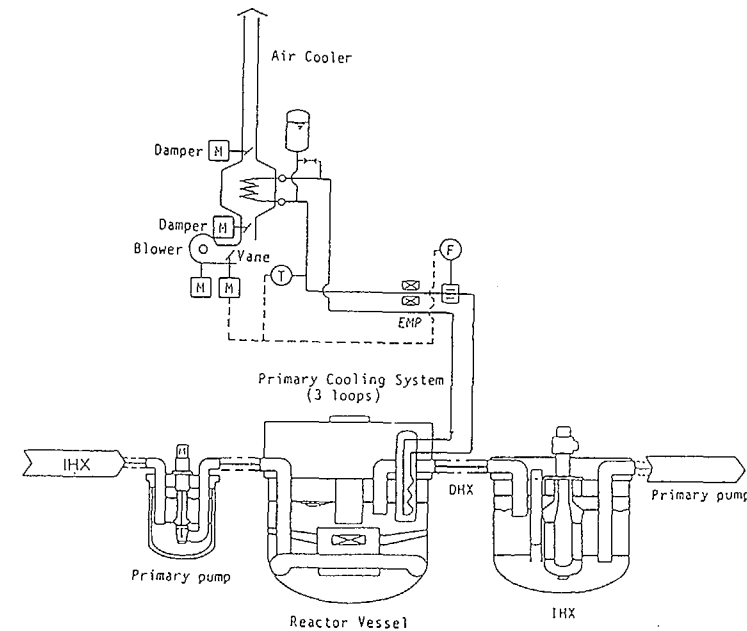 Air Cooler
Damper M
Damper M
Blower
Vane
M M
T
F
EMP
Primary Cooling System
(3 loops)
IHX
M
DHX
Primary pump
Primary pump
Reactor Vessel
IHX